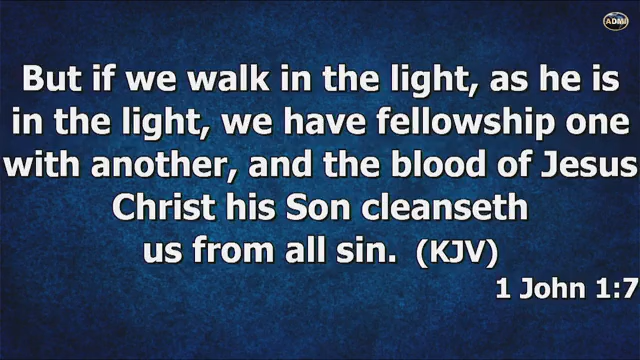 ADMI
But if we walk in the light, as he is
in the light, we have fellowship one
with another, and the blood of Jesus
Christ his Son cleanseth
us from all sin. (KJV)
1 John 1:7